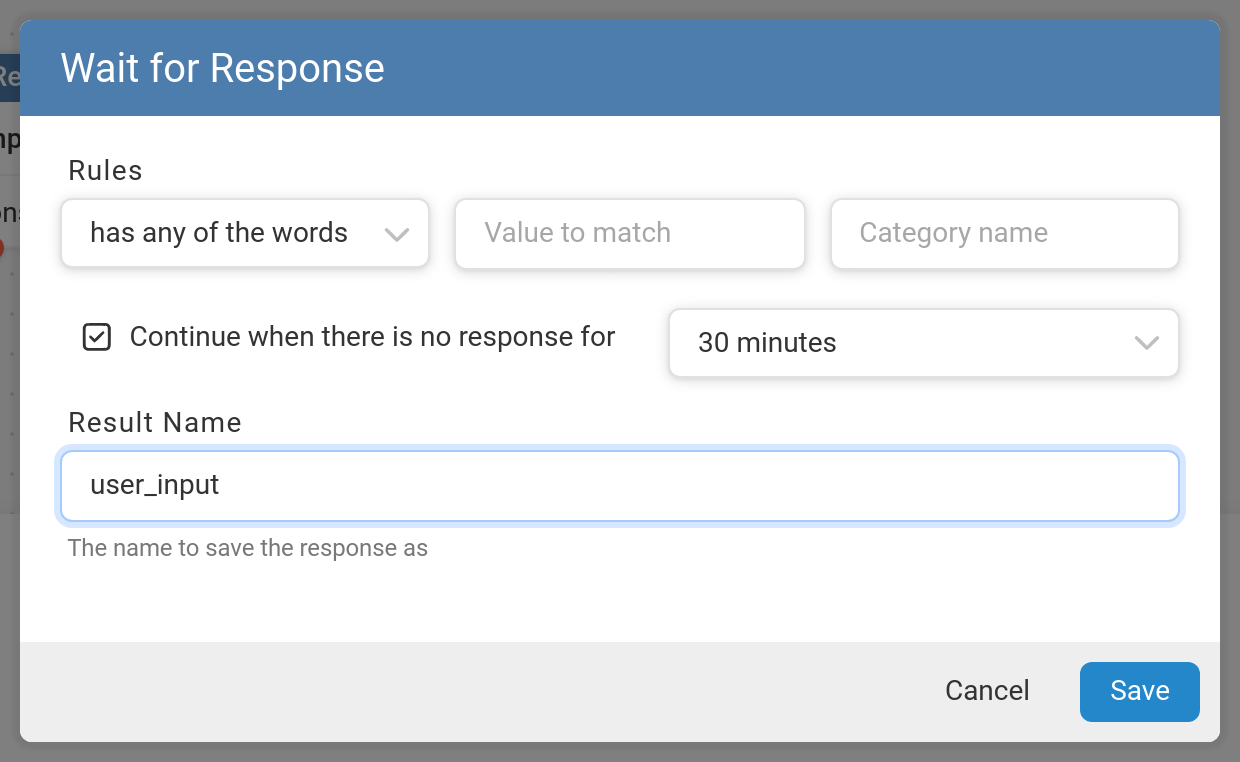 Wait for Response
Rules
has any of the words
Value to match
Category name
Continue when there is no response for
30 minutes
Result Name
user_input
The name to save the response as
Cancel
Save